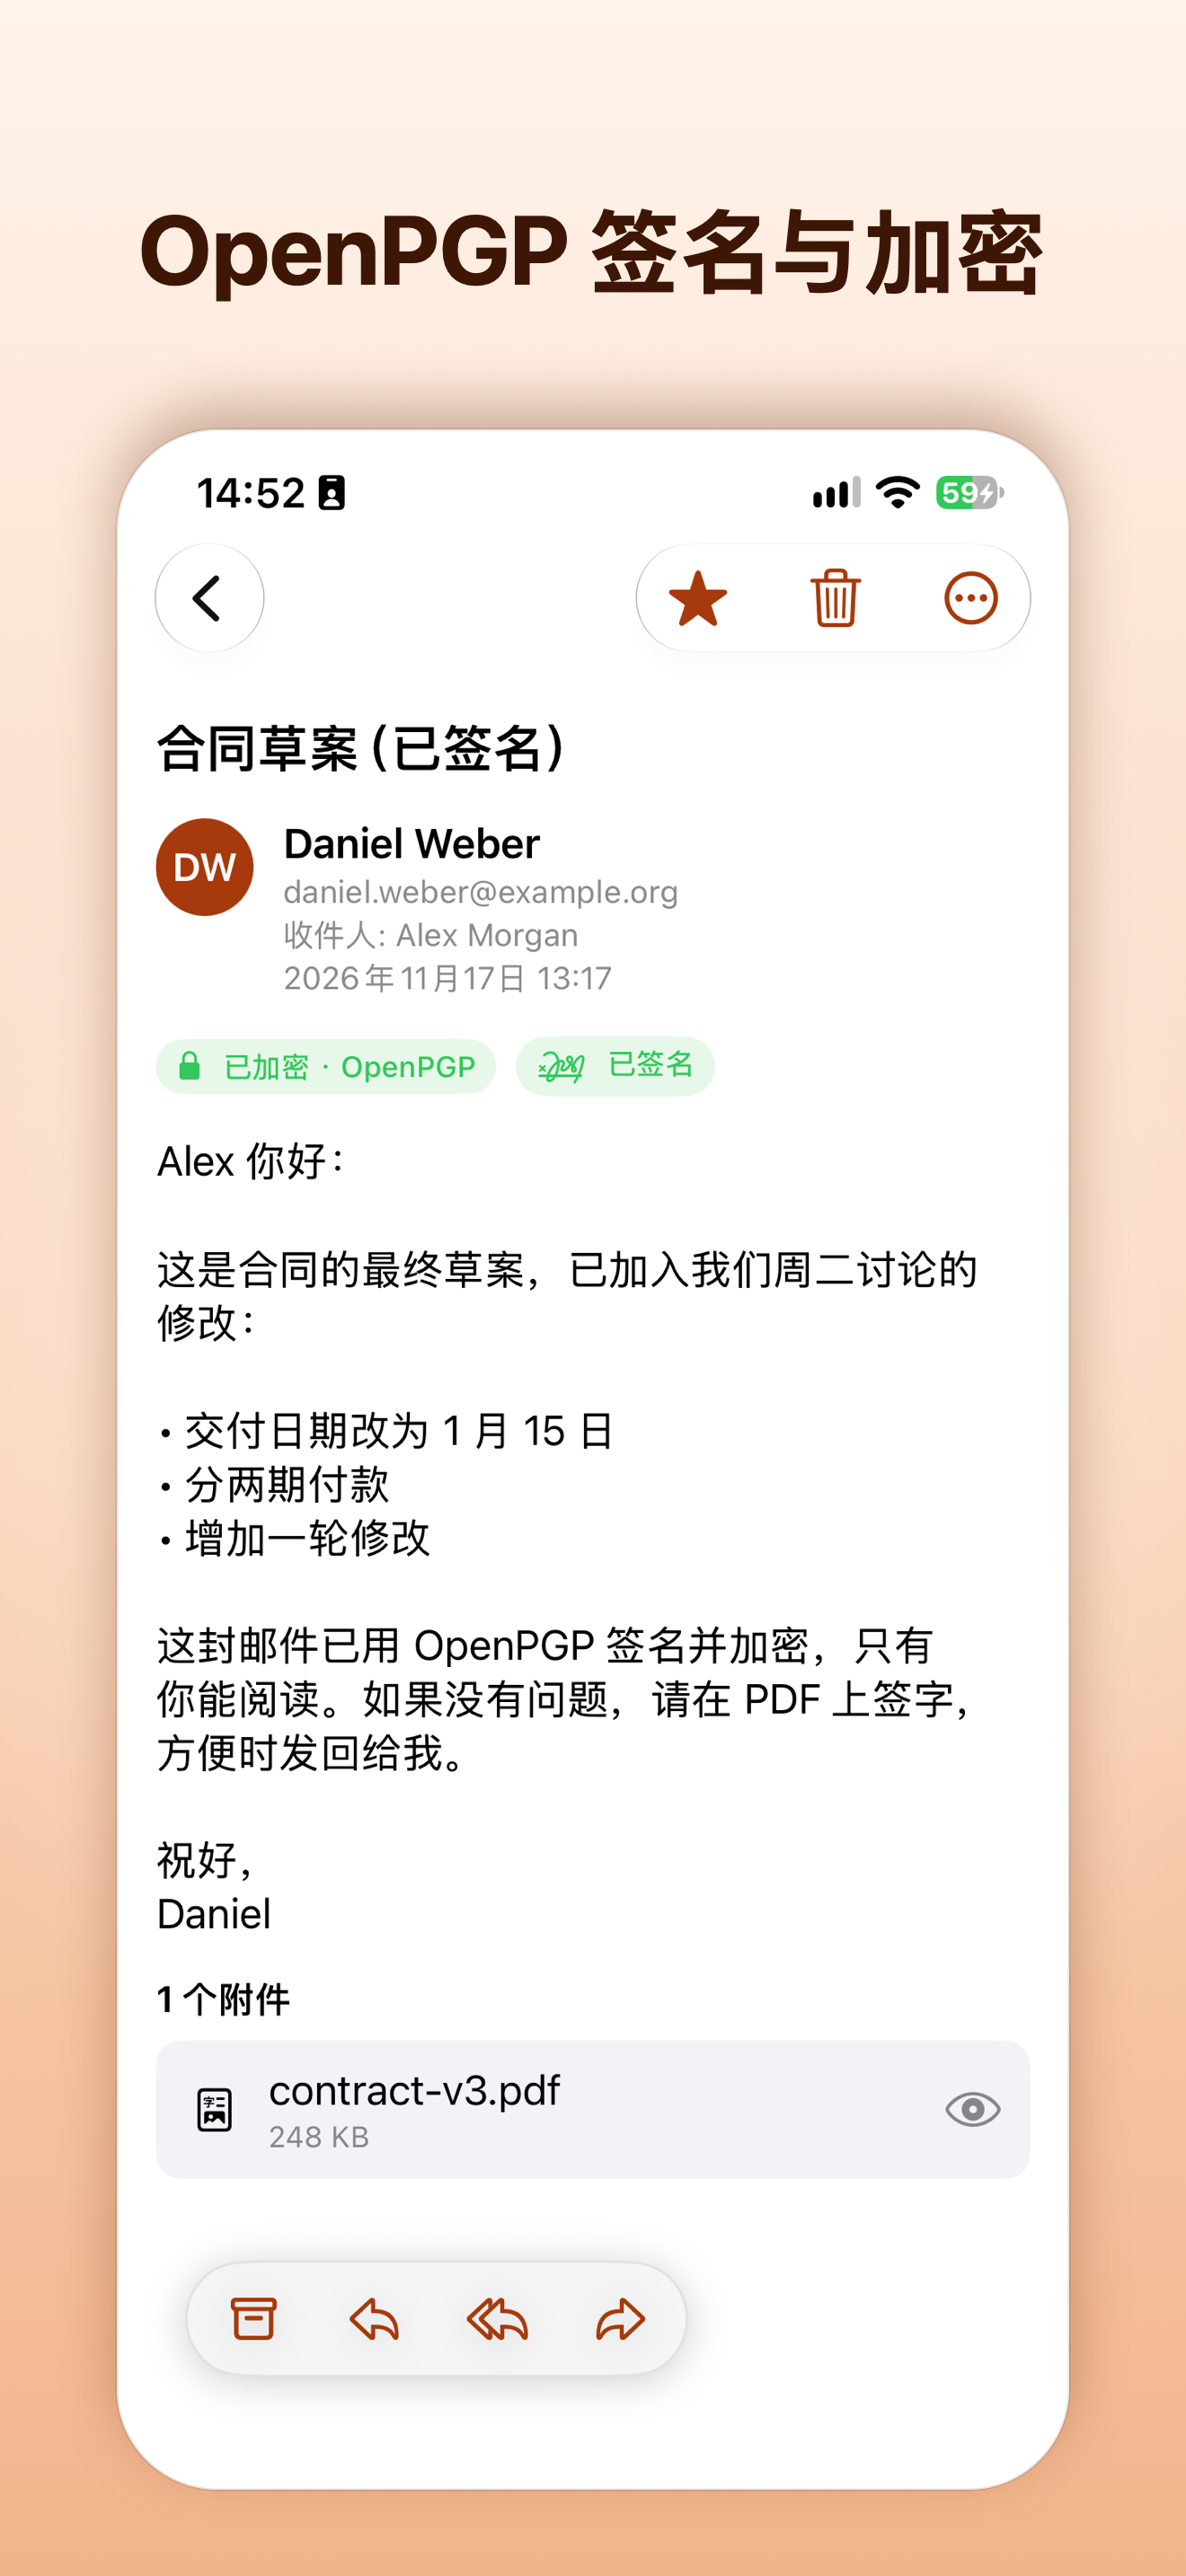 OpenPGP 签名与加密
14:52
59
合同草案（已签名）
DW
Daniel Weber
daniel.weber@example.org
收件人: Alex Morgan
2026年11月17日 13:17
已加密 · OpenPGP
已签名
Alex 你好：
这是合同的最终草案，已加入我们周二讨论的
修改：
• 交付日期改为 1 月 15 日
• 分两期付款
• 增加一轮修改
这封邮件已用 OpenPGP 签名并加密，只有
你能阅读。如果没有问题，请在 PDF 上签字，
方便时发回给我。
祝好，
Daniel
1 个附件
contract-v3.pdf
248 KB